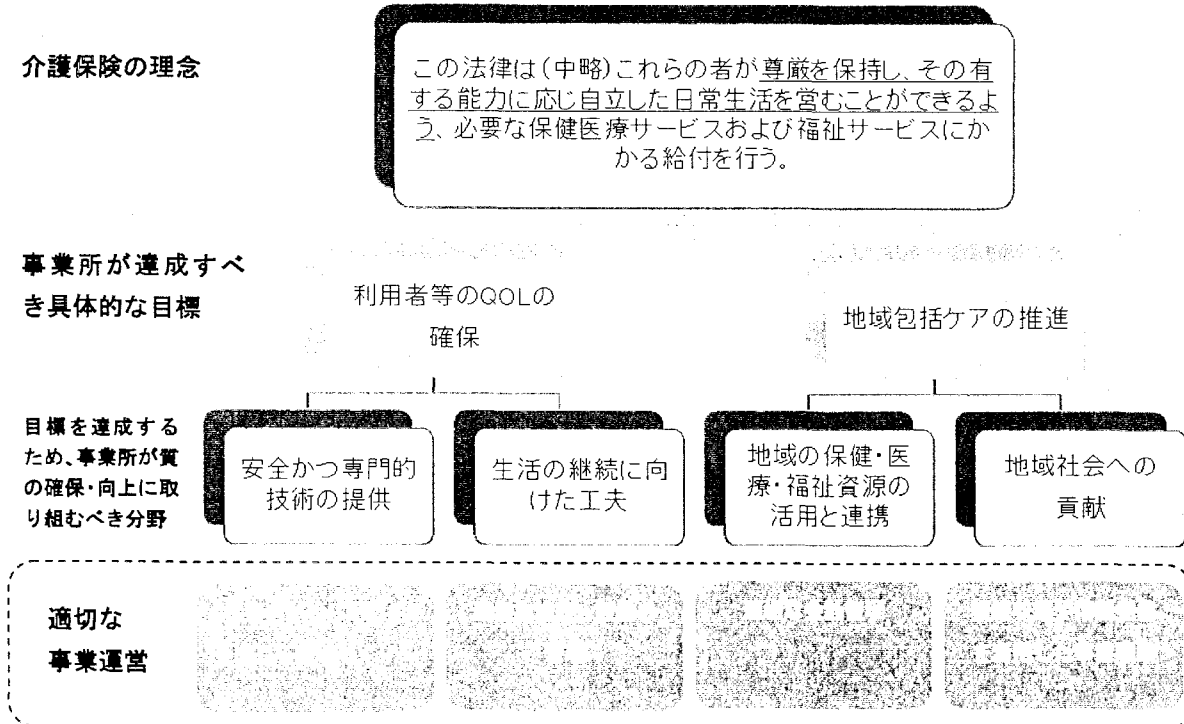 介護保険の理念
この法律は(中略)これらの者が尊厳を保持し、その有
する能力に応じ自立した日常生活を営むことができるよ
う、必要な保健医療サービスおよび福祉サービスにか
かる給付を行う。
事業所が達成すべ
き具体的な目標
利用者等のQOLの
確保
地域包括ケアの推進
目標を達成する
ため、事業所が質
の確保・向上に取
り組むべき分野
安全かつ専門的
技術の提供
生活の継続に向
けた工夫
地域の保健・医
療・福祉資源の
活用と連携
地域社会への
貢献
適切な
事業運営